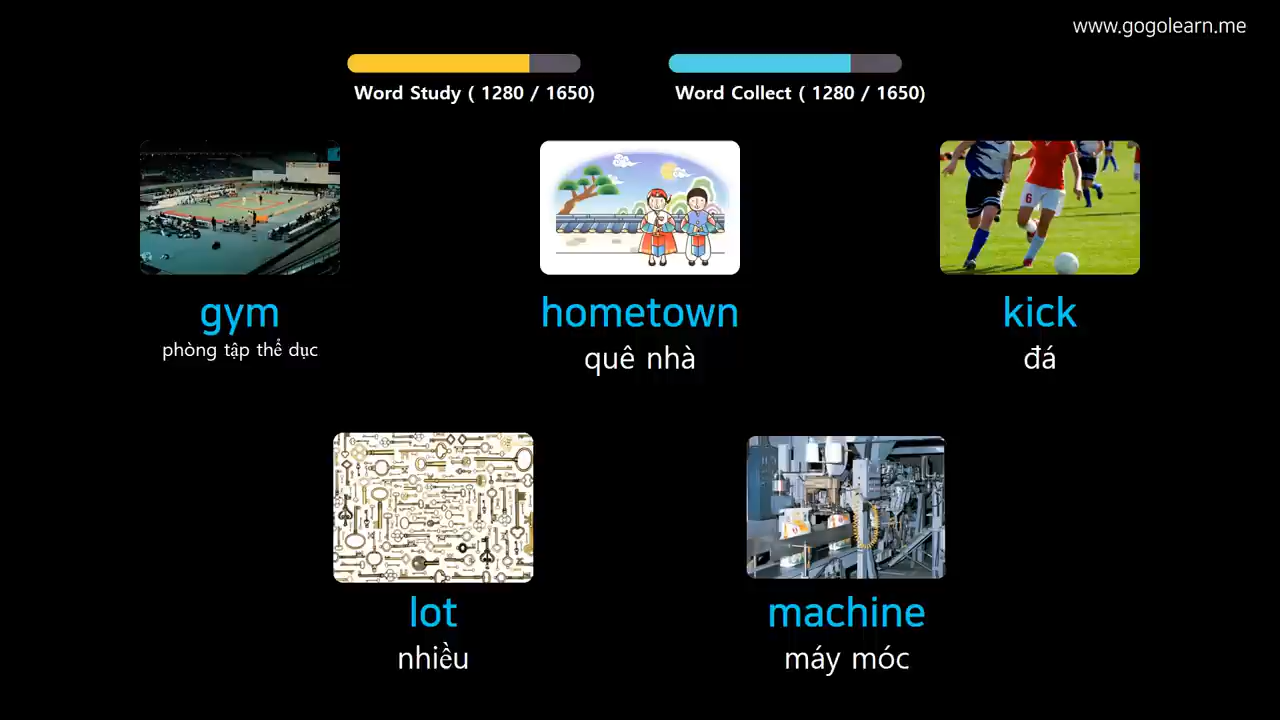 www.gogolearn.me
Word Study ( 1280 / 1650)
Word Collect ( 1280 / 1650)
gym
phòng tập thể dục
hometown
quê nhà
kick
đá
6
lot
nhiều
machine
máy móc